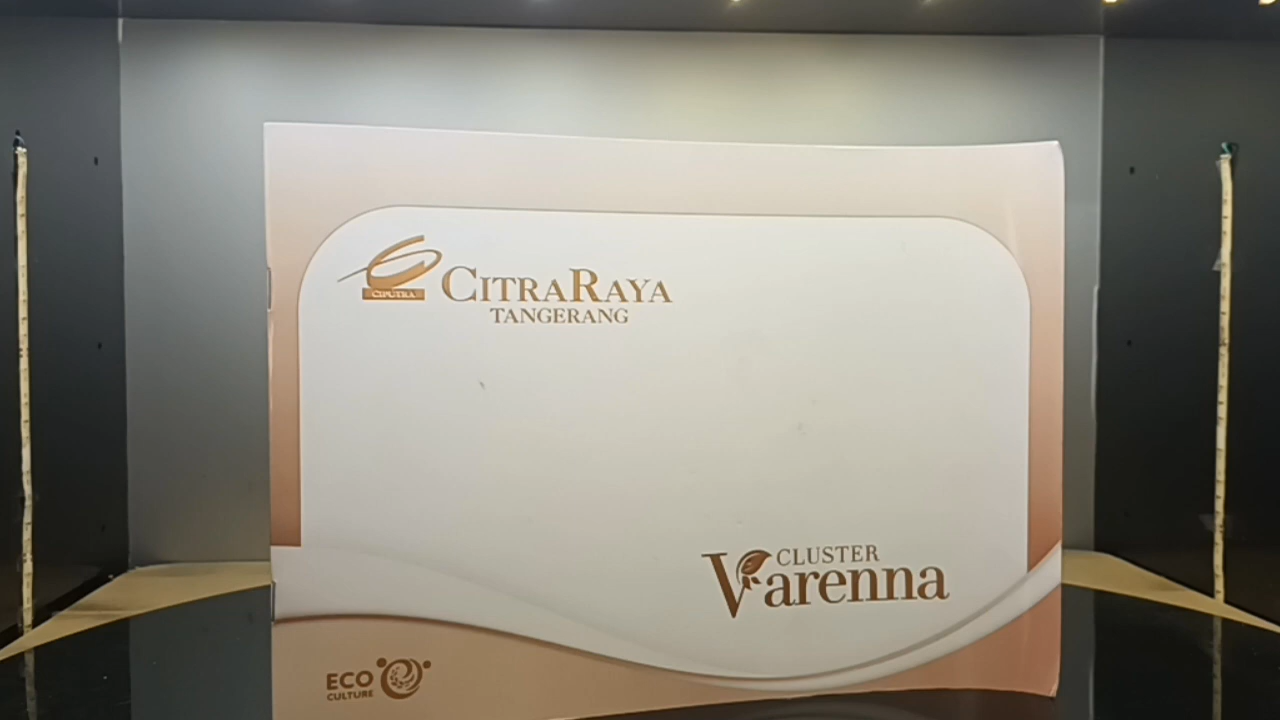 CIPUTRA
CITRARAYA
TANGERANG
CLUSTER
Varenna
ECO
CULTURE